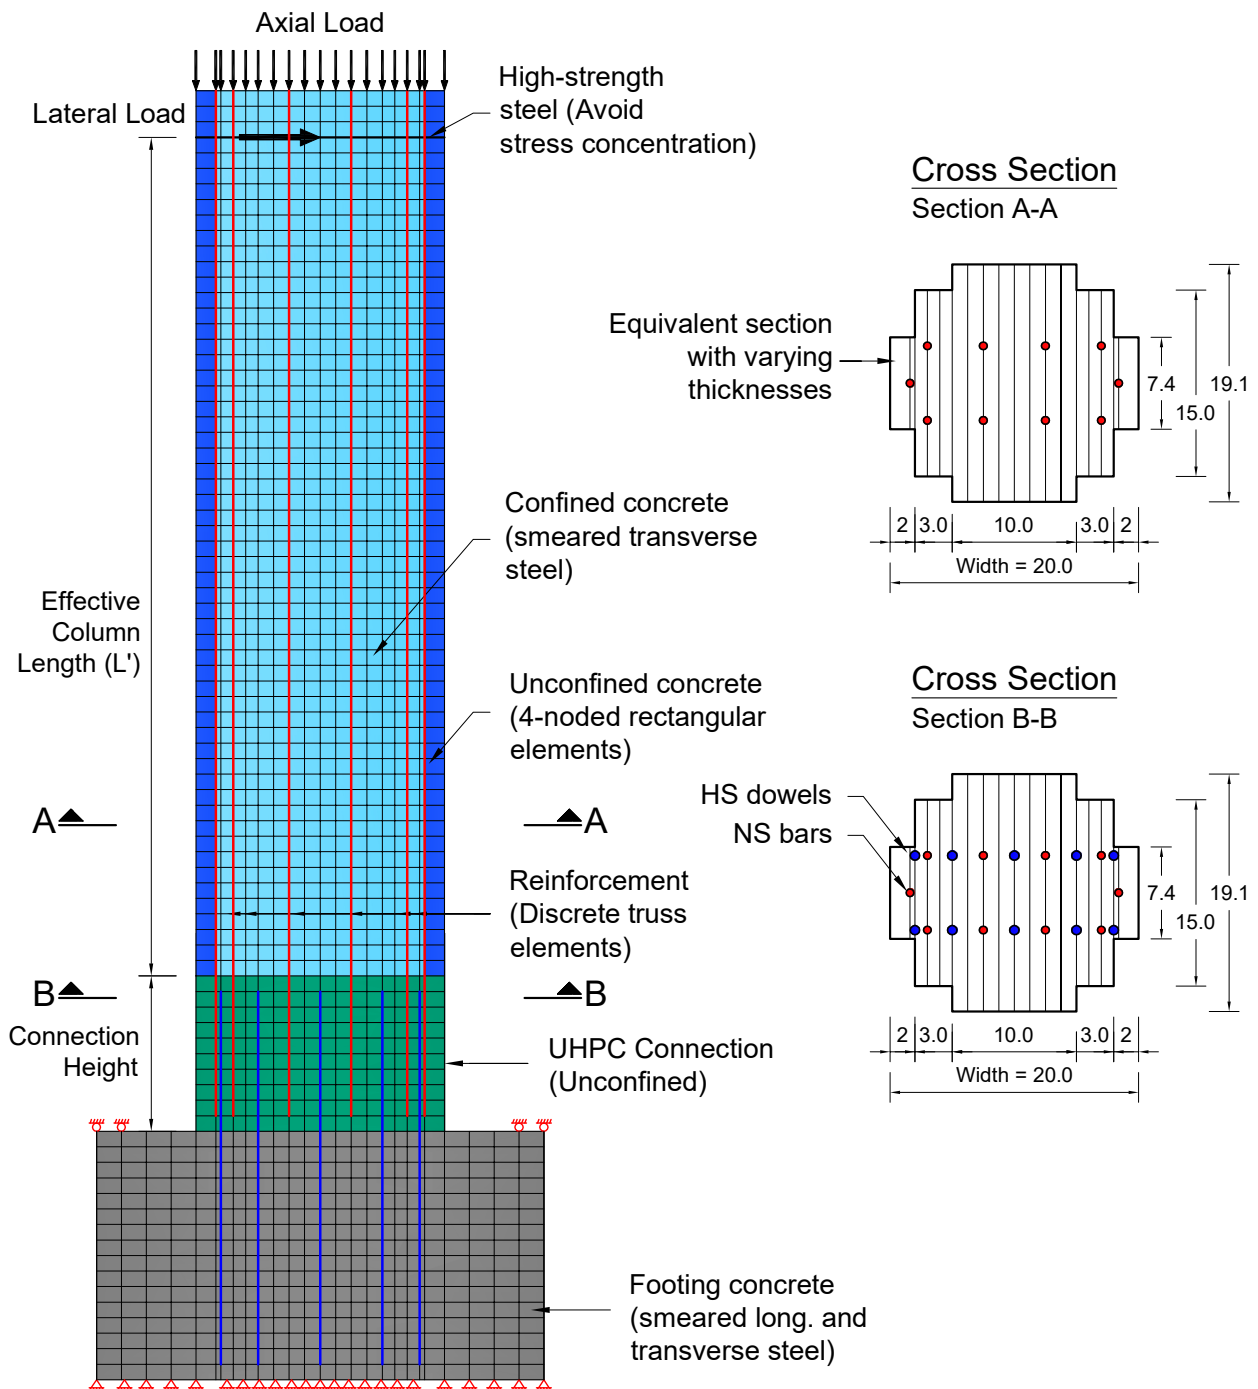 Axial Load
Lateral Load
High-strength
steel (Avoid
stress concentration)
Confined concrete
(smeared transverse
steel)
Effective
Column
Length (L')
Unconfined concrete
(4-noded rectangular
elements)
A
A
Reinforcement
(Discrete truss
elements)
B
B
Connection
Height
UHPC Connection
(Unconfined)
Footing concrete
(smeared long. and
transverse steel)
Cross Section
Section A-A
Equivalent section
with varying
thicknesses
7.4
15.0
19.1
2
3.0
10.0
3.0
2
Width = 20.0
Cross Section
Section B-B
HS dowels
NS bars
7.4
15.0
19.1
2
3.0
10.0
3.0
2
Width = 20.0